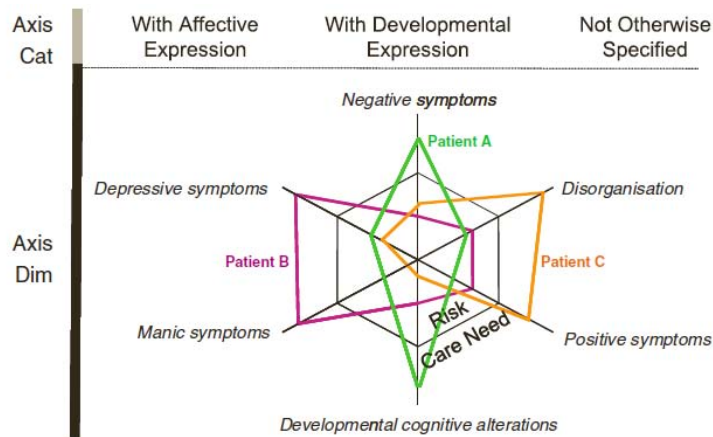 Axis
Cat
With Affective
Expression
With Developmental
Expression
Not Otherwise
Specified
Negative symptoms
Patient A
Depressive symptoms
Disorganisation
Axis
Dim
Patient B
Patient C
Risk
Care Need
Manic symptoms
Positive symptoms
Developmental cognitive alterations